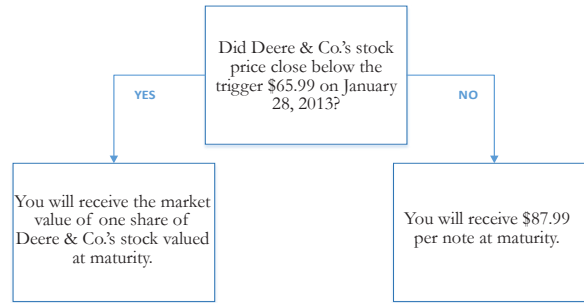 Did Deere & Co.'s stock
price close below the
trigger $65.99 on January
28, 2013?
YES
NO
You will receive the market
value of one share of
Deere & Co.'s stock valued
at maturity.
You will receive $87.99
per note at maturity.